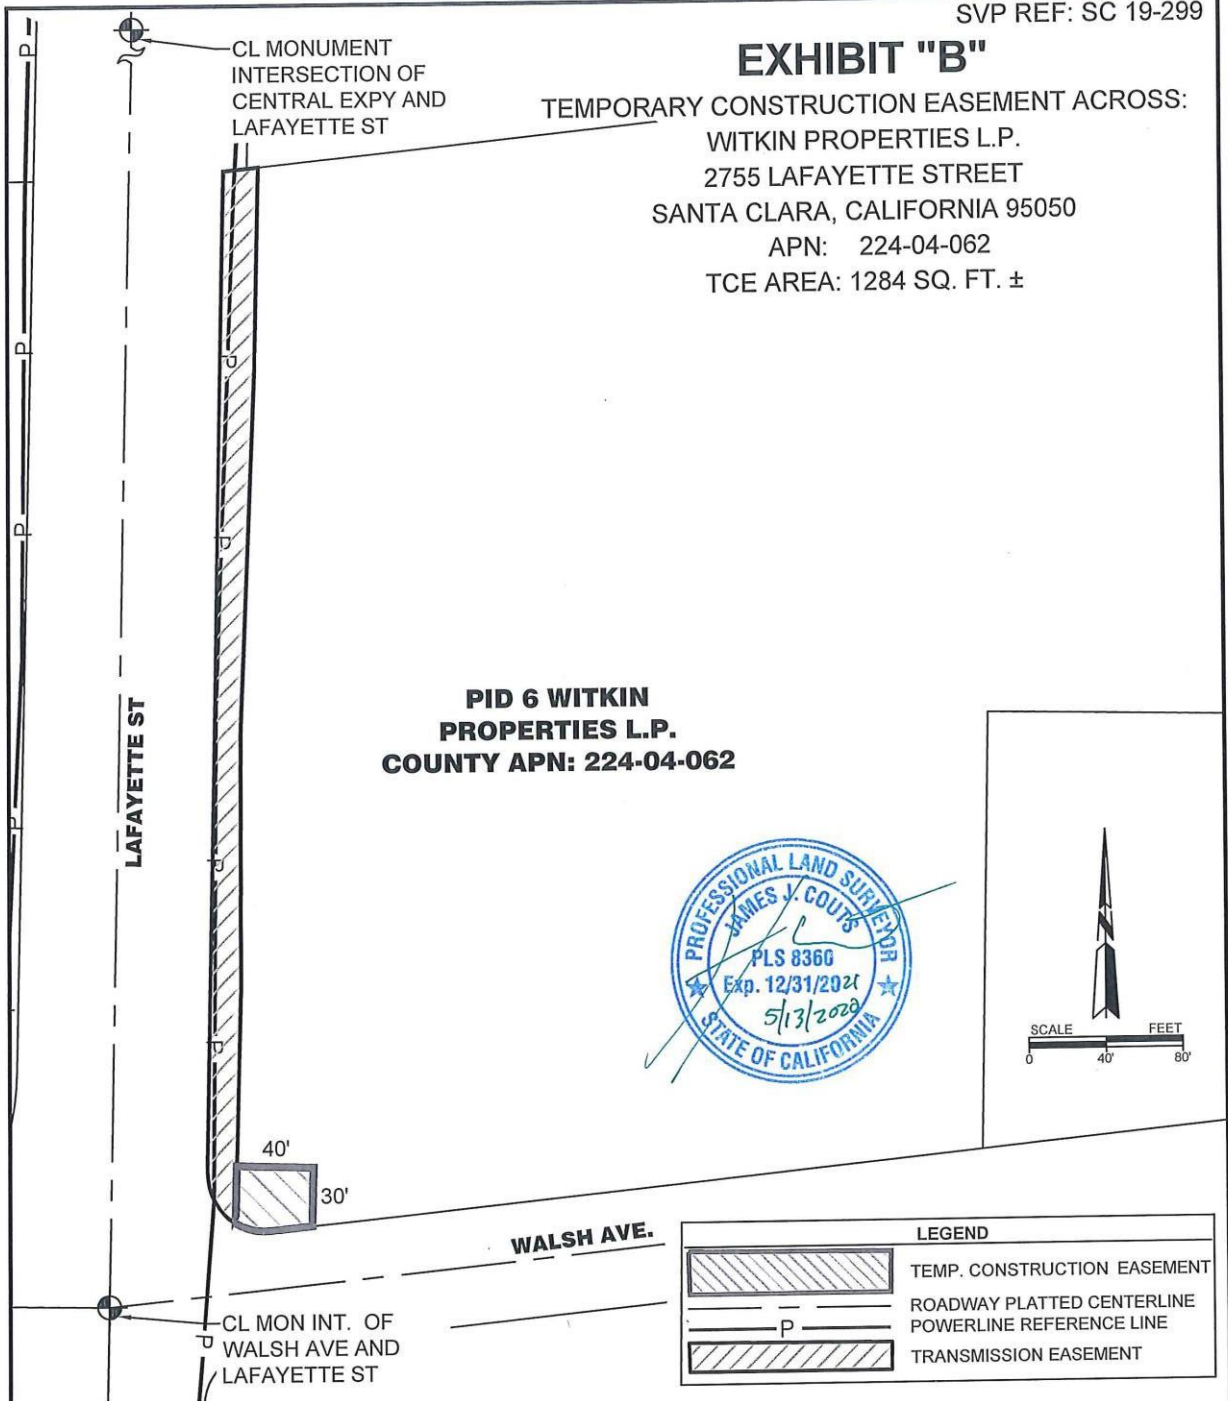 SVP REF: SC 19-299
EXHIBIT "B"
TEMPORARY CONSTRUCTION EASEMENT ACROSS:
WITKIN PROPERTIES L.P.
2755 LAFAYETTE STREET
SANTA CLARA, CALIFORNIA 95050
APN: 224-04-062
TCE AREA: 1284 SQ. FT. ±
CL MONUMENT
INTERSECTION OF
CENTRAL EXPY AND
LAFAYETTE ST
P
P
P
P
P
P
P
P
LAFAYETTE ST
PID 6 WITKIN
PROPERTIES L.P.
COUNTY APN: 224-04-062
PROFESSIONAL LAND SURVEYOR
JAMES J. COUTS
PLS 8360
Exp. 12/31/2021
5/13/2020
STATE OF CALIFORNIA
N
SCALE FEET
0 40' 80'
40'
30'
WALSH AVE.
CL MON INT. OF
WALSH AVE AND
LAFAYETTE ST
P
LEGEND
TEMP. CONSTRUCTION EASEMENT
ROADWAY PLATTED CENTERLINE
P POWERLINE REFERENCE LINE
TRANSMISSION EASEMENT